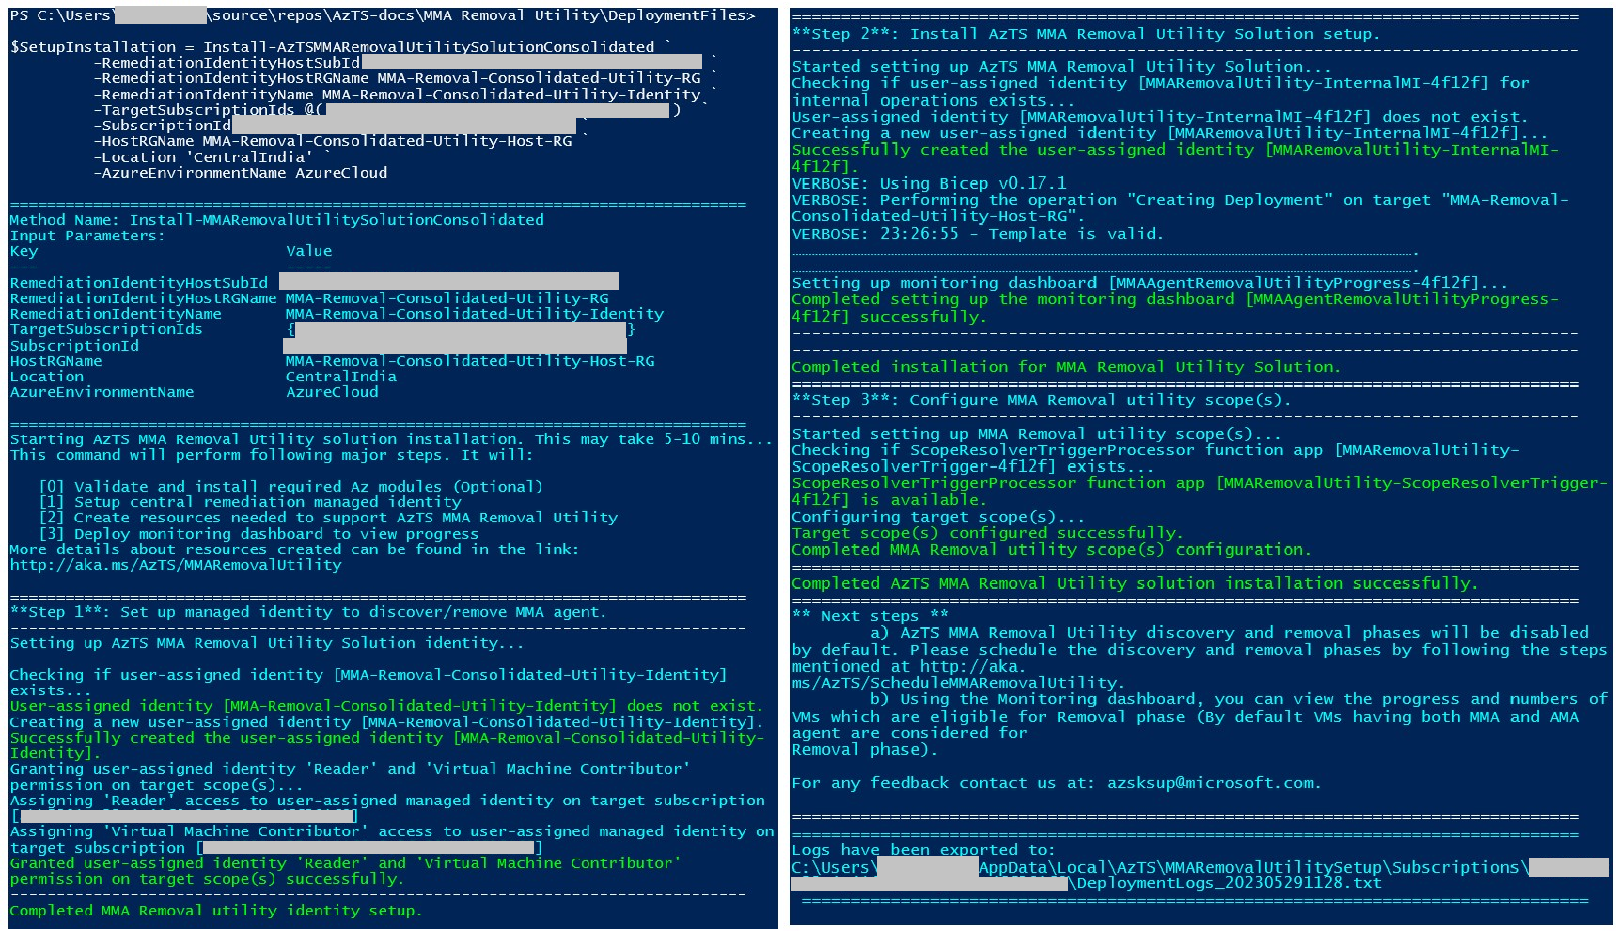 PS C:\Users\ \source\repos\AzTS-docs\MMA Removal Utility\DeploymentFiles>
$SetupInstallation = Install-AzTSMMARemovalUtilitySolutionConsolidated `
-RemediationIdentityHostSubId `
-RemediationIdentityHostRGName MMA-Removal-Consolidated-Utility-RG `
-RemediationIdentityName MMA-Removal-Consolidated-Utility-Identity `
-TargetSubscriptionIds @( ) `
-SubscriptionId `
-HostRGName MMA-Removal-Consolidated-Utility-Host-RG `
-Location 'CentralIndia' `
-AzureEnvironmentName AzureCloud
================================================================================
Method Name: Install-MMARemovalUtilitySolutionConsolidated
Input Parameters:
Key Value
RemediationIdentityHostSubId
RemediationIdentityHostRGName MMA-Removal-Consolidated-Utility-RG
RemediationIdentityName MMA-Removal-Consolidated-Utility-Identity
TargetSubscriptionIds { }
SubscriptionId
HostRGName MMA-Removal-Consolidated-Utility-Host-RG
Location CentralIndia
AzureEnvironmentName AzureCloud
================================================================================
Starting AzTS MMA Removal Utility solution installation. This may take 5-10 mins...
This command will perform following major steps. It will:
[0] Validate and install required Az modules (Optional)
[1] Setup central remediation managed identity
[2] Create resources needed to support AzTS MMA Removal Utility
[3] Deploy monitoring dashboard to view progress
More details about resources created can be found in the link:
http://aka.ms/AzTS/MMARemovalUtility
================================================================================
**Step 1**: Set up managed identity to discover/remove MMA agent.
--------------------------------------------------------------------------------
Setting up AzTS MMA Removal Utility Solution identity...
Checking if user-assigned identity [MMA-Removal-Consolidated-Utility-Identity]
exists...
User-assigned identity [MMA-Removal-Consolidated-Utility-Identity] does not exist.
Creating a new user-assigned identity [MMA-Removal-Consolidated-Utility-Identity].
Successfully created the user-assigned identity [MMA-Removal-Consolidated-Utility-
Identity].
Granting user-assigned identity 'Reader' and 'Virtual Machine Contributor'
permission on target scope(s)...
Assigning 'Reader' access to user-assigned managed identity on target subscription
[ ]
Assigning 'Virtual Machine Contributor' access to user-assigned managed identity on
target subscription [ ]
Granted user-assigned identity 'Reader' and 'Virtual Machine Contributor'
permission on target scope(s) successfully.
--------------------------------------------------------------------------------
Completed MMA Removal utility identity setup.
================================================================================
**Step 2**: Install AzTS MMA Removal Utility Solution setup.
--------------------------------------------------------------------------------
Started setting up AzTS MMA Removal Utility Solution...
Checking if user-assigned identity [MMARemovalUtility-InternalMI-4f12f] for
internal operations exists...
User-assigned identity [MMARemovalUtility-InternalMI-4f12f] does not exist.
Creating a new user-assigned identity [MMARemovalUtility-InternalMI-4f12f]...
Successfully created the user-assigned identity [MMARemovalUtility-InternalMI-
4f12f].
VERBOSE: Using Bicep v0.17.1
VERBOSE: Performing the operation "Creating Deployment" on target "MMA-Removal-
Consolidated-Utility-Host-RG".
VERBOSE: 23:26:55 - Template is valid.
Setting up monitoring dashboard [MMAAgentRemovalUtilityProgress-4f12f]...
Completed setting up the monitoring dashboard [MMAAgentRemovalUtilityProgress-
4f12f] successfully.
--------------------------------------------------------------------------------
--------------------------------------------------------------------------------
Completed installation for MMA Removal Utility Solution.
================================================================================
**Step 3**: Configure MMA Removal utility scope(s).
--------------------------------------------------------------------------------
Started setting up MMA Removal utility scope(s)...
Checking if ScopeResolverTriggerProcessor function app [MMARemovalUtility-
ScopeResolverTrigger-4f12f] exists...
ScopeResolverTriggerProcessor function app [MMARemovalUtility-ScopeResolverTrigger-
4f12f] is available.
Configuring target scope(s)...
Target scope(s) configured successfully.
Completed MMA Removal utility scope(s) configuration.
================================================================================
Completed AzTS MMA Removal Utility solution installation successfully.
================================================================================
** Next steps **
a) AzTS MMA Removal Utility discovery and removal phases will be disabled
by default. Please schedule the discovery and removal phases by following the steps
mentioned at http://aka.
ms/AzTS/ScheduleMMARemovalUtility.
b) Using the Monitoring dashboard, you can view the progress and numbers of
VMs which are eligible for Removal phase (By default VMs having both MMA and AMA
agent are considered for
Removal phase).
For any feedback contact us at: azsksup@microsoft.com.
================================================================================
================================================================================
Logs have been exported to:
C:\Users\ AppData\Local\AzTS\MMARemovalUtilitySetup\Subscriptions\
\DeploymentLogs_202305291128.txt
================================================================================